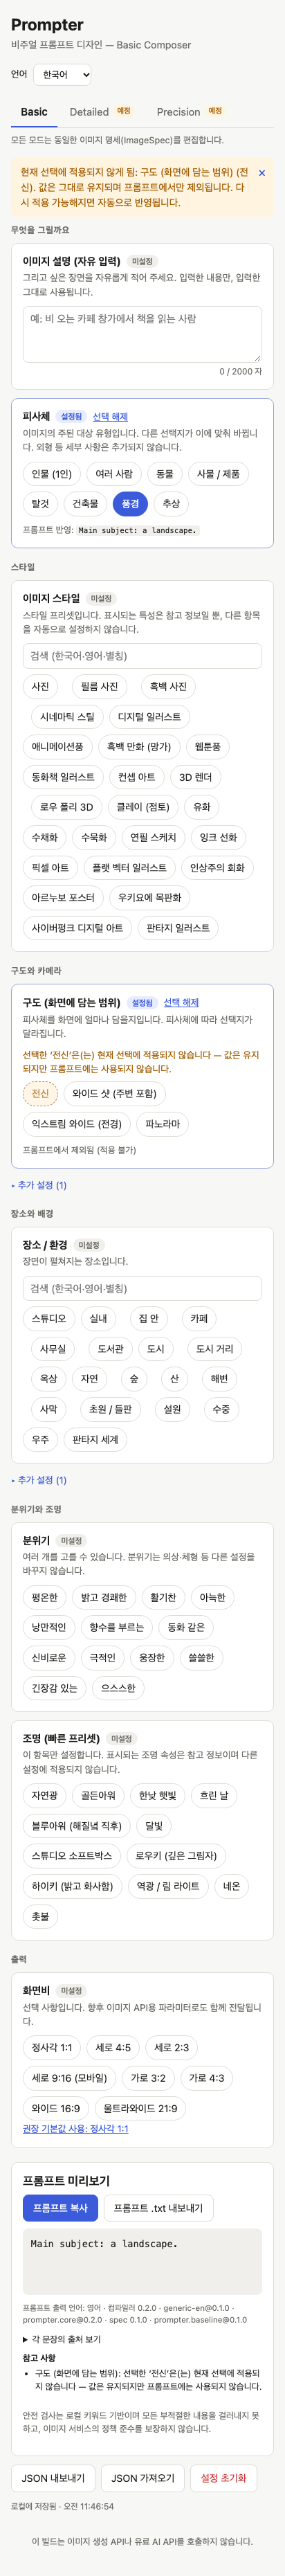 Prompter
비주얼 프롬프트 디자인 — Basic Composer
언어 한국어
Basic Detailed 예정 Precision 예정
모든 모드는 동일한 이미지 명세(ImageSpec)를 편집합니다.
현재 선택에 적용되지 않게 됨: 구도 (화면에 담는 범위) (전
신). 값은 그대로 유지되며 프롬프트에서만 제외됩니다. 다
시 적용 가능해지면 자동으로 반영됩니다.
×
무엇을 그릴까요
이미지 설명 (자유 입력) 미설정
그리고 싶은 장면을 자유롭게 적어 주세요. 입력한 내용만, 입력한
그대로 사용됩니다.
예: 비 오는 카페 창가에서 책을 읽는 사람
0 / 2000 자
피사체 설정됨 선택 해제
이미지의 주된 대상 유형입니다. 다른 선택지가 이에 맞춰 바뀝니
다. 외형 등 세부 사항은 추가되지 않습니다.
인물 (1인) 여러 사람 동물 사물 / 제품
탈것 건축물 풍경 추상
프롬프트 반영: Main subject: a landscape.
스타일
이미지 스타일 미설정
스타일 프리셋입니다. 표시되는 특성은 참고 정보일 뿐, 다른 항목
을 자동으로 설정하지 않습니다.
검색 (한국어·영어·별칭)
사진 필름 사진 흑백 사진
시네마틱 스틸 디지털 일러스트
애니메이션풍 흑백 만화 (망가) 웹툰풍
동화책 일러스트 컨셉 아트 3D 렌더
로우 폴리 3D 클레이 (점토) 유화
수채화 수묵화 연필 스케치 잉크 선화
픽셀 아트 플랫 벡터 일러스트 인상주의 회화
아르누보 포스터 우키요에 목판화
사이버펑크 디지털 아트 판타지 일러스트
구도와 카메라
구도 (화면에 담는 범위) 설정됨 선택 해제
피사체를 화면에 얼마나 담을지입니다. 피사체에 따라 선택지가
달라집니다.
선택한 ‘전신’은(는) 현재 선택에 적용되지 않습니다 — 값은 유지
되지만 프롬프트에는 사용되지 않습니다.
전신 와이드 샷 (주변 포함)
익스트림 와이드 (전경) 파노라마
프롬프트에서 제외됨 (적용 불가)
▸ 추가 설정 (1)
장소와 배경
장소 / 환경 미설정
장면이 펼쳐지는 장소입니다.
검색 (한국어·영어·별칭)
스튜디오 실내 집 안 카페
사무실 도서관 도시 도시 거리
옥상 자연 숲 산 해변
사막 초원 / 들판 설원 수중
우주 판타지 세계
▸ 추가 설정 (1)
분위기와 조명
분위기 미설정
여러 개를 고를 수 있습니다. 분위기는 의상·체형 등 다른 설정을
바꾸지 않습니다.
평온한 밝고 경쾌한 활기찬 아늑한
낭만적인 향수를 부르는 동화 같은
신비로운 극적인 웅장한 쓸쓸한
긴장감 있는 으스스한
조명 (빠른 프리셋) 미설정
이 항목만 설정합니다. 표시되는 조명 속성은 참고 정보이며 다른
설정에 적용되지 않습니다.
자연광 골든아워 한낮 햇빛 흐린 날
블루아워 (해질녘 직후) 달빛
스튜디오 소프트박스 로우키 (깊은 그림자)
하이키 (밝고 화사함) 역광 / 림 라이트 네온
촛불
출력
화면비 미설정
선택 사항입니다. 향후 이미지 API용 파라미터로도 함께 전달됩니
다.
정사각 1:1 세로 4:5 세로 2:3
세로 9:16 (모바일) 가로 3:2 가로 4:3
와이드 16:9 울트라와이드 21:9
권장 기본값 사용: 정사각 1:1
프롬프트 미리보기
프롬프트 복사 프롬프트 .txt 내보내기
Main subject: a landscape.
프롬프트 출력 언어: 영어 · 컴파일러 0.2.0 · generic-en@0.1.0 ·
prompter.core@0.2.0 · spec 0.1.0 · prompter.baseline@0.1.0
▶ 각 문장의 출처 보기
참고 사항
• 구도 (화면에 담는 범위): 선택한 ‘전신’은(는) 현재 선택에 적용되
지 않습니다 — 값은 유지되지만 프롬프트에는 사용되지 않습니다.
안전 검사는 로컬 키워드 기반이며 모든 부적절한 내용을 걸러내지 못
하고, 이미지 서비스의 정책 준수를 보장하지 않습니다.
JSON 내보내기 JSON 가져오기 설정 초기화
로컬에 저장됨 · 오전 11:46:54
이 빌드는 이미지 생성 API나 유료 AI API를 호출하지 않습니다.